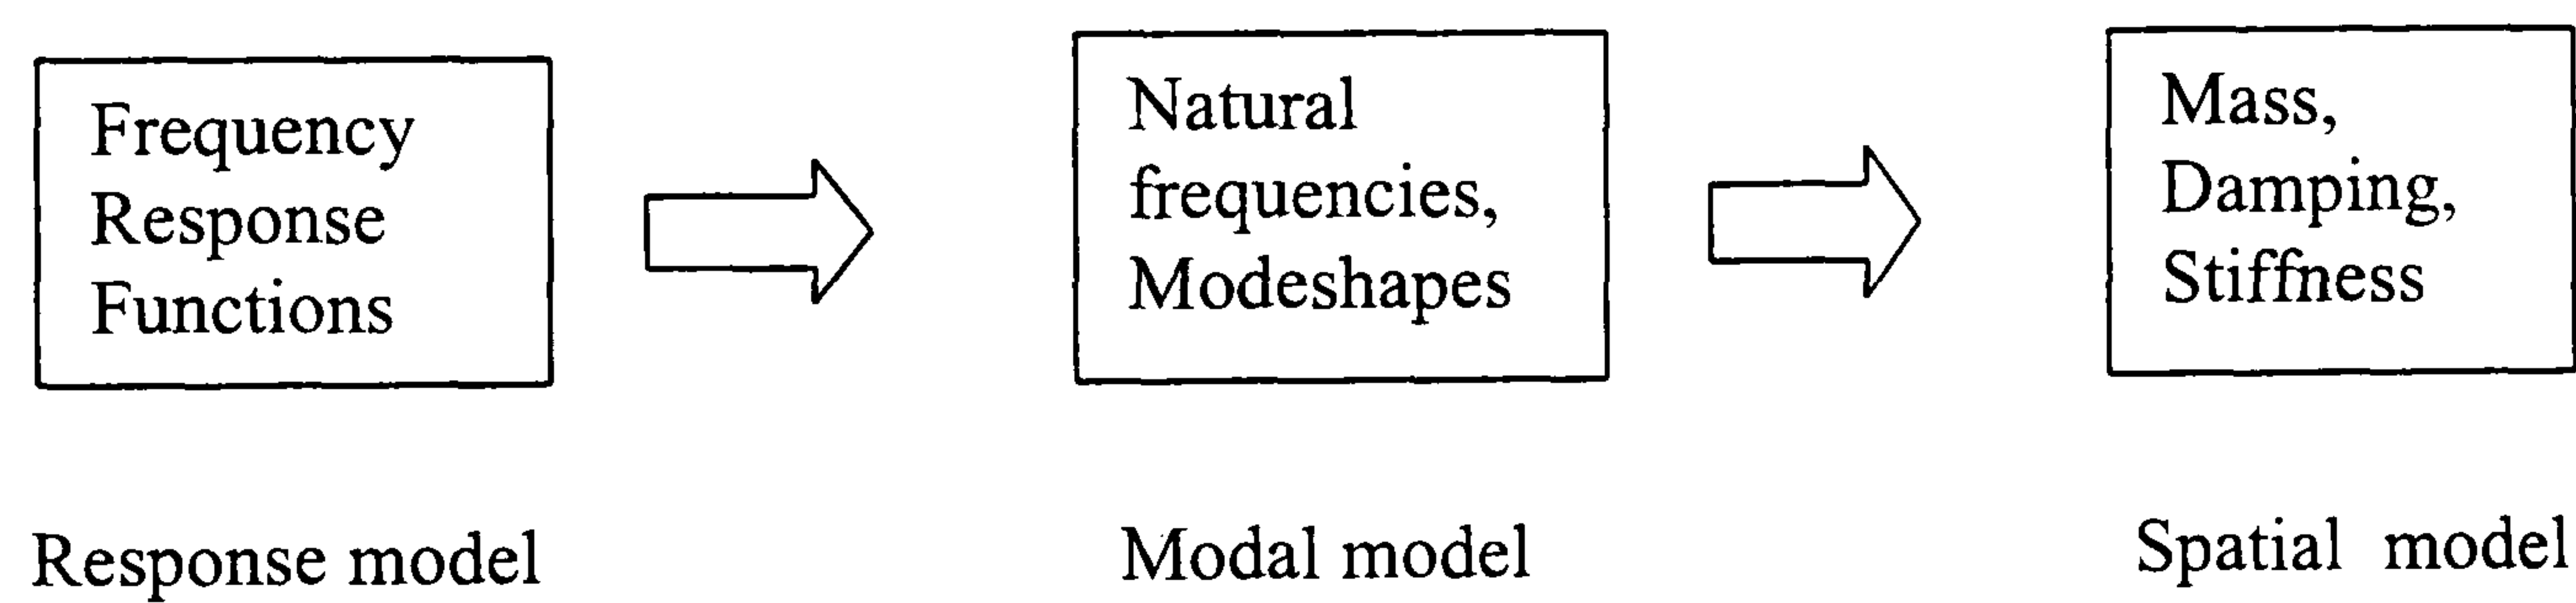 Frequency
Response
Functions
Natural
frequencies,
Modeshapes
Mass,
Damping,
Stiffness
Response model
Modal model
Spatial model